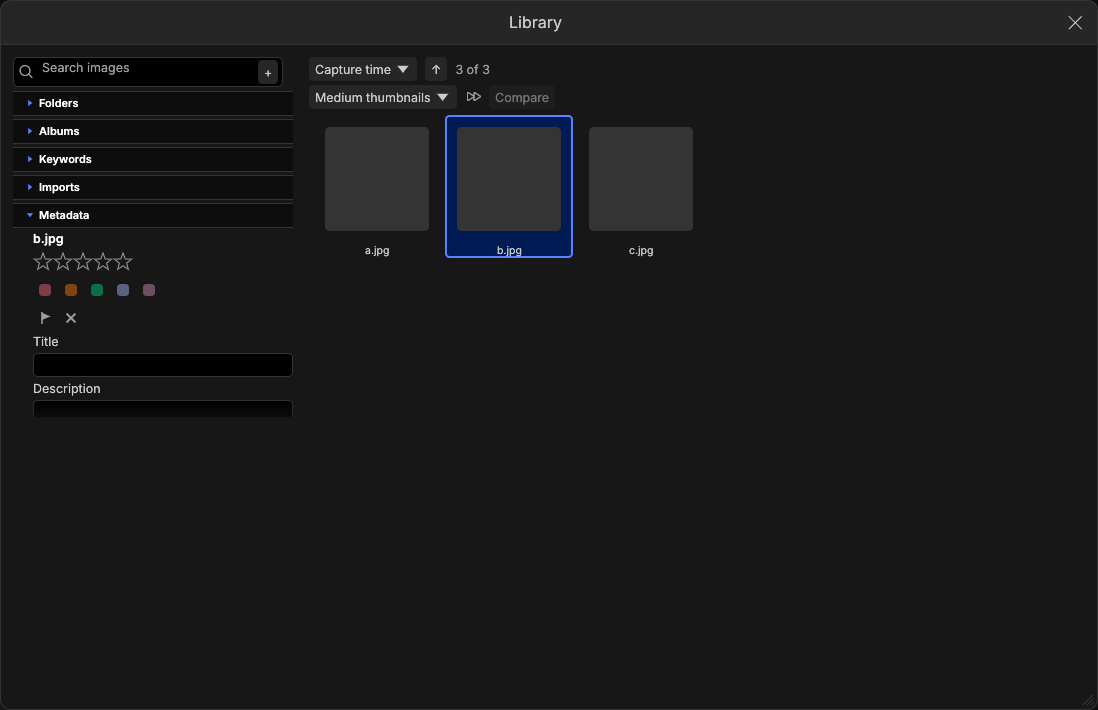 Library
Search images
+
Capture time
3 of 3
Medium thumbnails
Compare
Folders
Albums
Keywords
Imports
Metadata
b.jpg
Title
Description
a.jpg
b.jpg
c.jpg